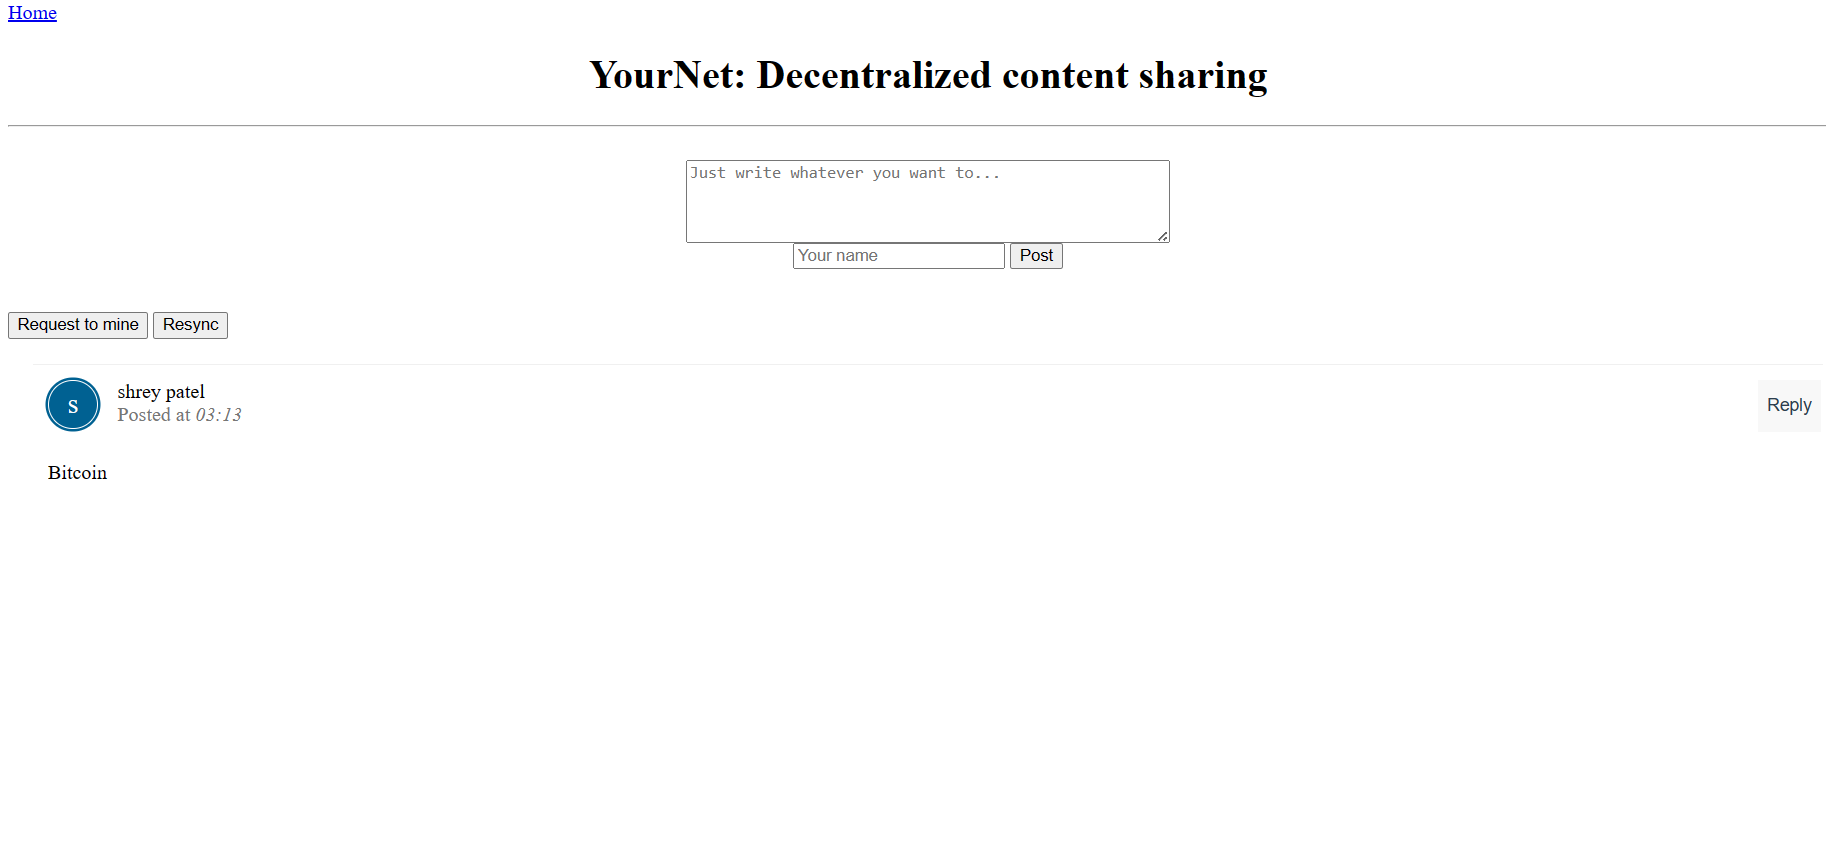 Home
YourNet: Decentralized content sharing
Just write whatever you want to...
Your name Post
Request to mine Resync
S
shrey patel
Posted at 03:13
Reply
Bitcoin